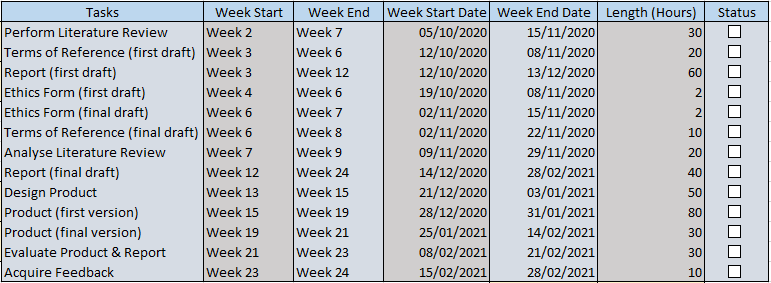 Tasks Week Start Week End Week Start Date Week End Date Length (Hours) Status
Perform Literature Review Week 2 Week 7 05/10/2020 15/11/2020 30
Terms of Reference (first draft) Week 3 Week 6 12/10/2020 08/11/2020 20
Report (first draft) Week 3 Week 12 12/10/2020 13/12/2020 60
Ethics Form (first draft) Week 4 Week 6 19/10/2020 08/11/2020 2
Ethics Form (final draft) Week 6 Week 7 02/11/2020 15/11/2020 2
Terms of Reference (final draft) Week 6 Week 8 02/11/2020 22/11/2020 10
Analyse Literature Review Week 7 Week 9 09/11/2020 29/11/2020 20
Report (final draft) Week 12 Week 24 14/12/2020 28/02/2021 40
Design Product Week 13 Week 15 21/12/2020 03/01/2021 50
Product (first version) Week 15 Week 19 28/12/2020 31/01/2021 80
Product (final version) Week 19 Week 21 25/01/2021 14/02/2021 30
Evaluate Product & Report Week 21 Week 23 08/02/2021 21/02/2021 30
Acquire Feedback Week 23 Week 24 15/02/2021 28/02/2021 10